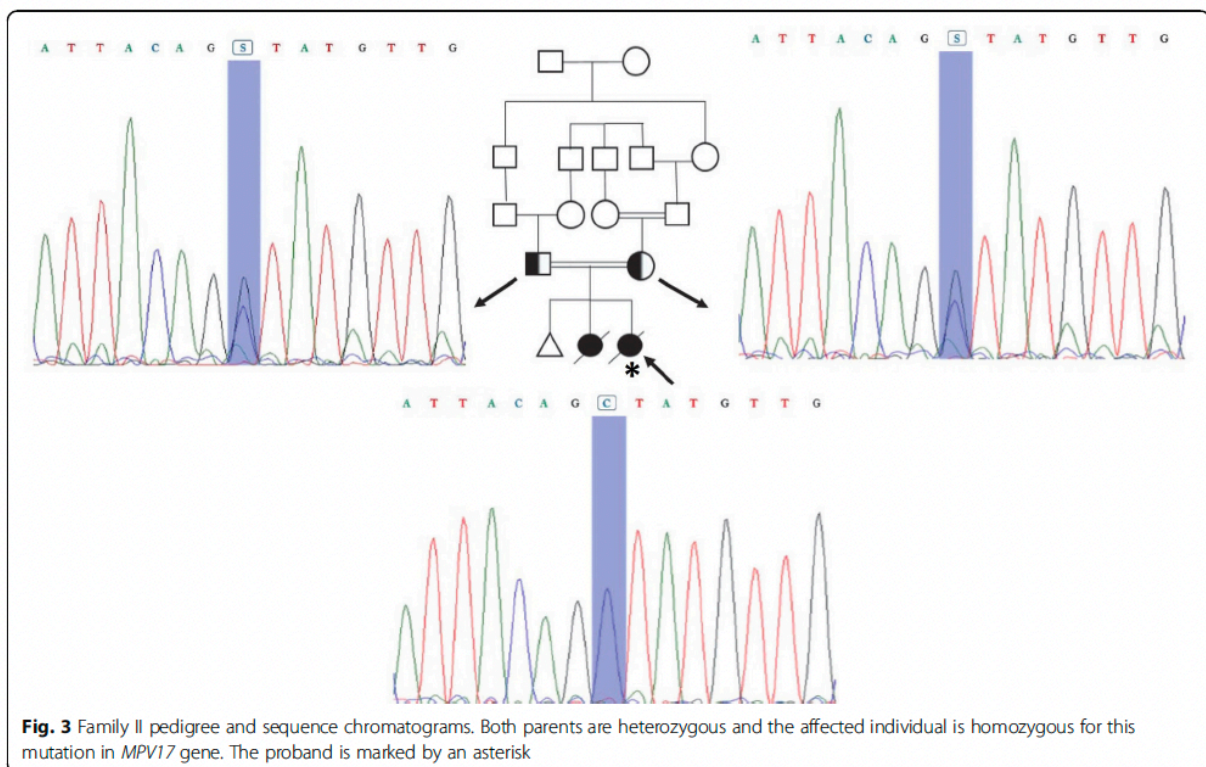 A T T A C A G S T A T G T T G
A T T A C A G S T A T G T T G
*
A T T A C A G C T A T G T T G
Fig. 3 Family II pedigree and sequence chromatograms. Both parents are heterozygous and the affected individual is homozygous for this
mutation in MPV17 gene. The proband is marked by an asterisk